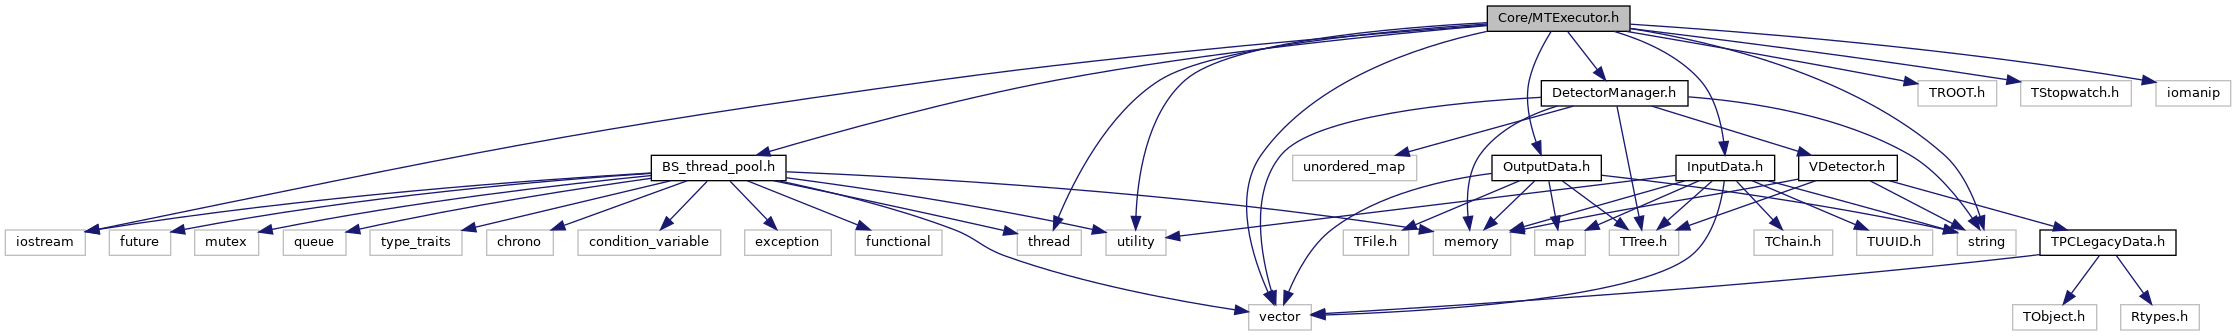 Core/MTExecutor.h
DetectorManager.h
TROOT.h
TStopwatch.h
iomanip
BS_thread_pool.h
unordered_map
OutputData.h
InputData.h
VDetector.h
iostream
future
mutex
queue
type_traits
chrono
condition_variable
exception
functional
thread
utility
TFile.h
memory
map
TTree.h
TChain.h
TUUID.h
string
TPCLegacyData.h
vector
TObject.h
Rtypes.h